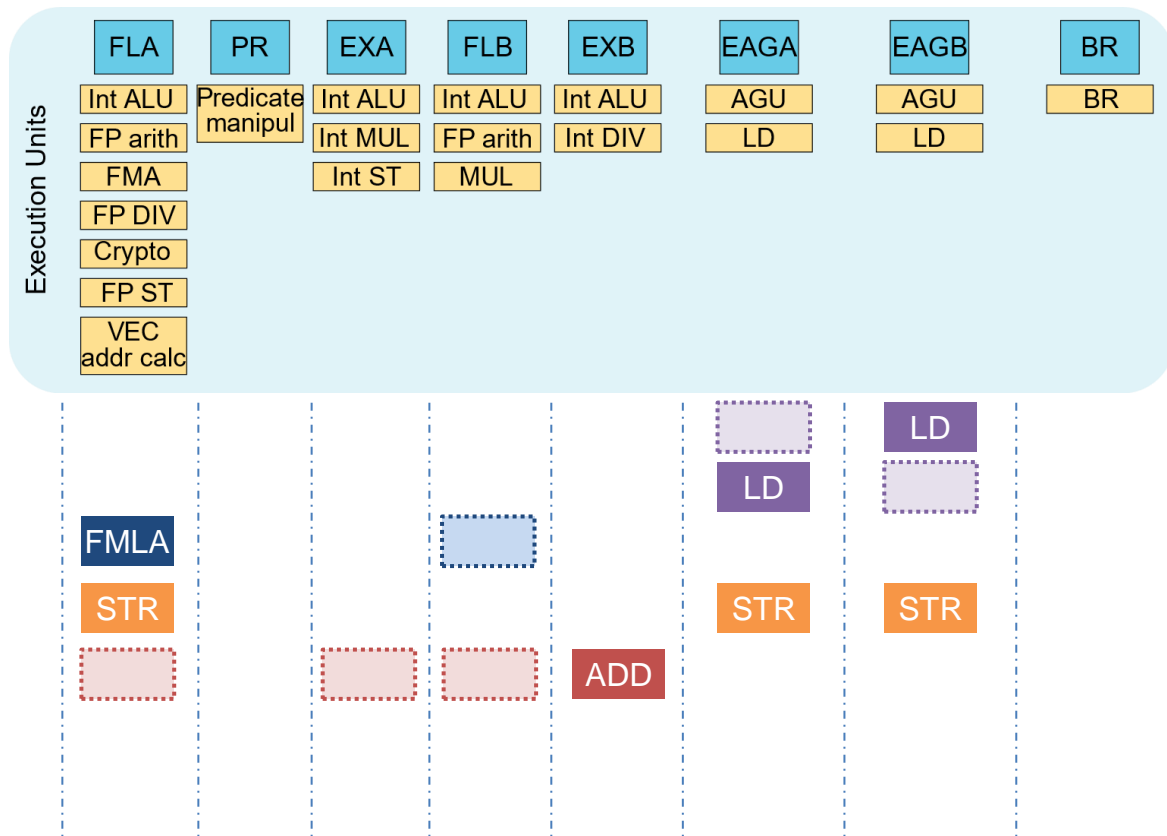 Execution Units
FLA
PR
EXA
FLB
EXB
EAGA
EAGB
BR
Int ALU
Predicate
manipul
Int ALU
Int ALU
Int ALU
AGU
AGU
BR
FP arith
Int MUL
FP arith
Int DIV
LD
LD
FMA
Int ST
MUL
FP DIV
Crypto
FP ST
VEC
addr calc
LD
LD
FMLA
STR
STR
STR
ADD